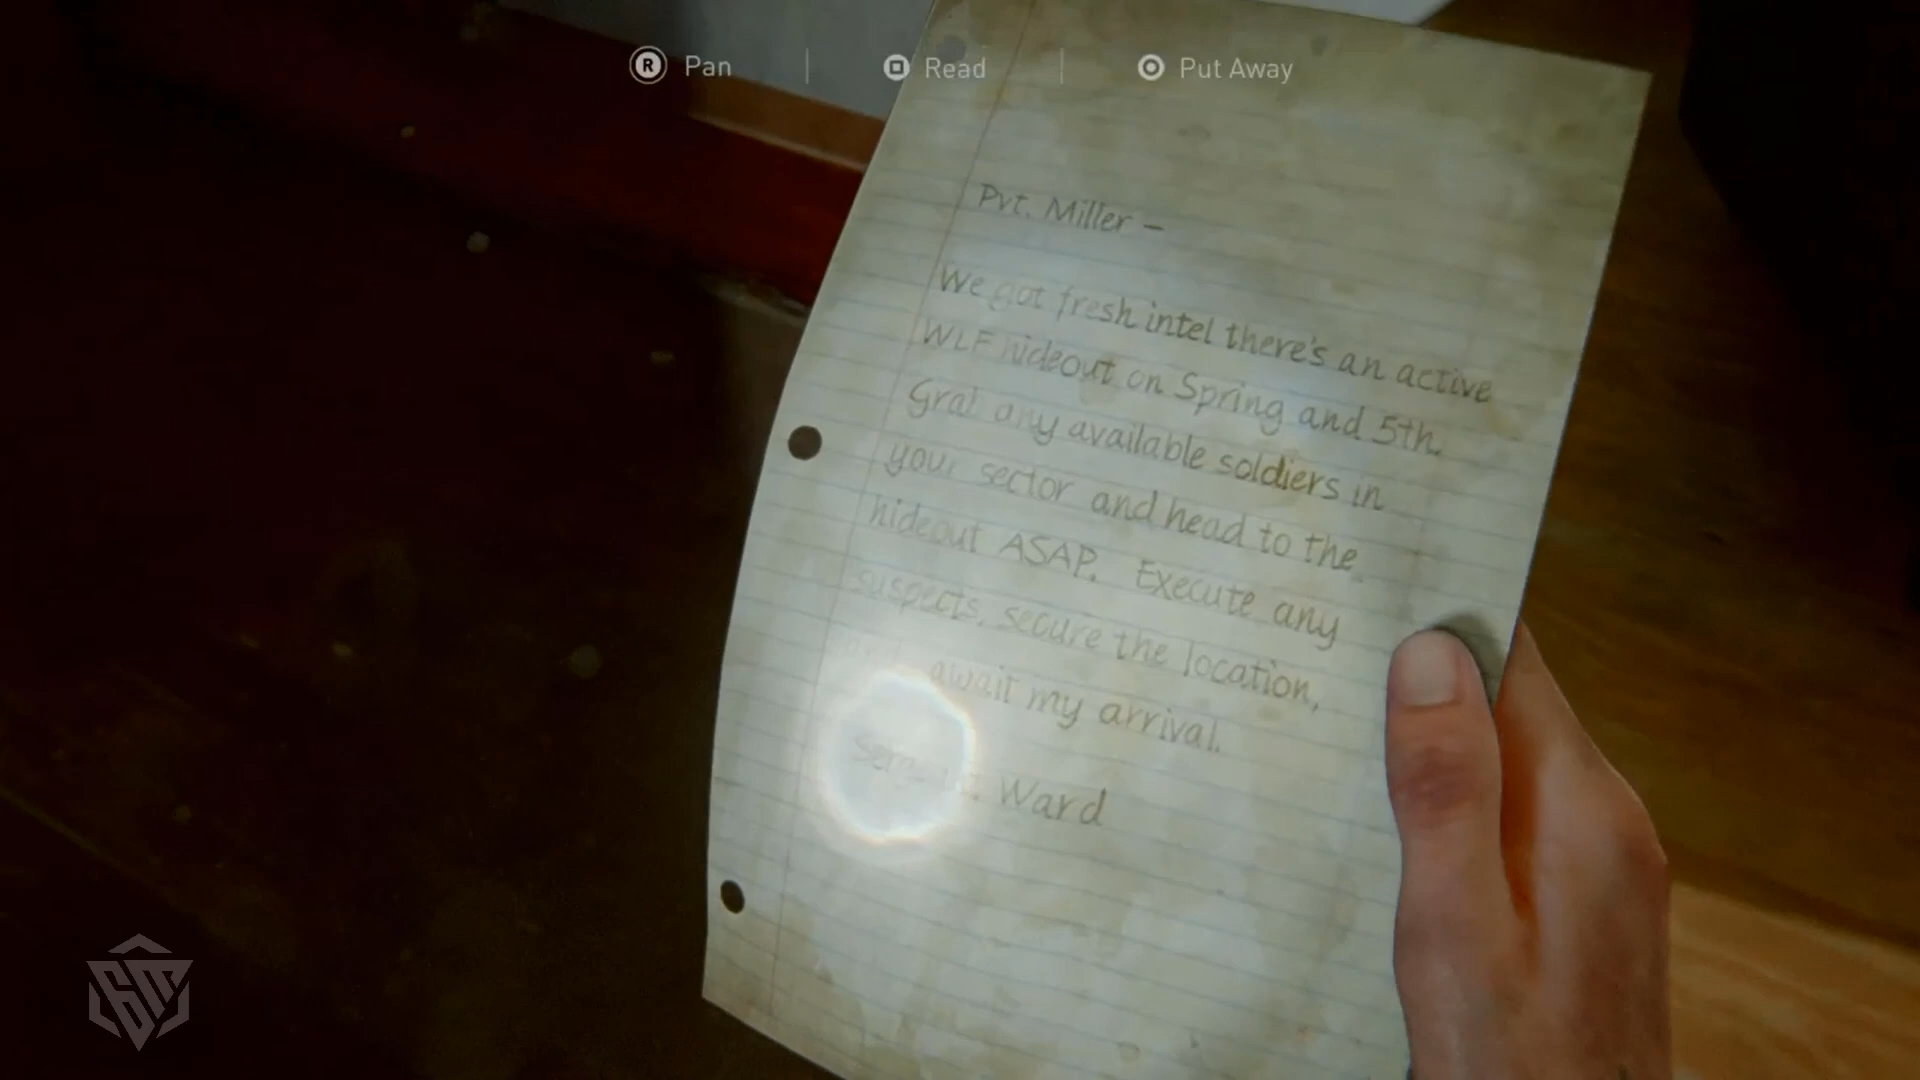 R Pan Read Put Away
Pvt. Miller –
We got fresh intel there's an active
WLF hideout on Spring and 5th.
Grab any available soldiers in
your sector and head to the
hideout ASAP. Execute any
suspects, secure the location,
and await my arrival.
Ward